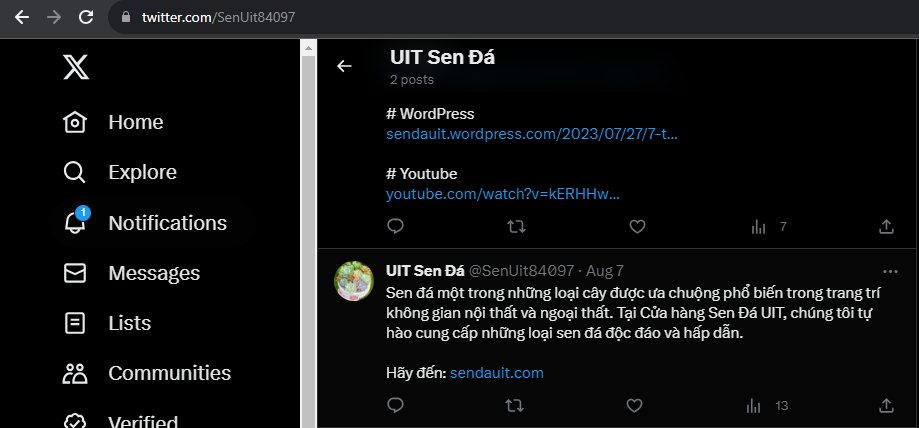 twitter.com/SenUit84097
UIT Sen Đá
2 posts
Home
Explore
1
Notifications
Messages
Lists
Communities
Verified
# WordPress
sendauit.wordpress.com/2023/07/27/7-t...
# Youtube
youtube.com/watch?v=kERHHw...
7
UIT Sen Đá @SenUit84097 · Aug 7
Sen đá một trong những loại cây được ưa chuộng phổ biến trong trang trí
không gian nội thất và ngoại thất. Tại Cửa hàng Sen Đá UIT, chúng tôi tự
hào cung cấp những loại sen đá độc đáo và hấp dẫn.
Hãy đến: sendauit.com
13